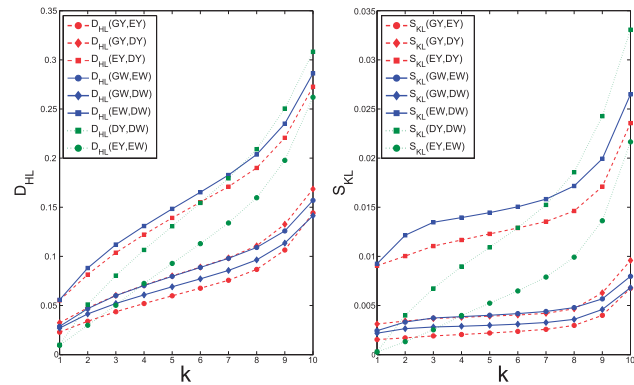 0.35
0.3
0.25
0.2
0.15
0.1
0.05
0
D_HL
1 2 3 4 5 6 7 8 9 10
k
D_HL(GY,EY)
D_HL(GY,DY)
D_HL(EY,DY)
D_HL(GW,EW)
D_HL(GW,DW)
D_HL(EW,DW)
D_HL(DY,DW)
D_HL(EY,EW)
0.035
0.03
0.025
0.02
0.015
0.01
0.005
0
S_KL
1 2 3 4 5 6 7 8 9 10
k
S_KL(GY,EY)
S_KL(GY,DY)
S_KL(EY,DY)
S_KL(GW,EW)
S_KL(GW,DW)
S_KL(EW,DW)
S_KL(DY,DW)
S_KL(EY,EW)